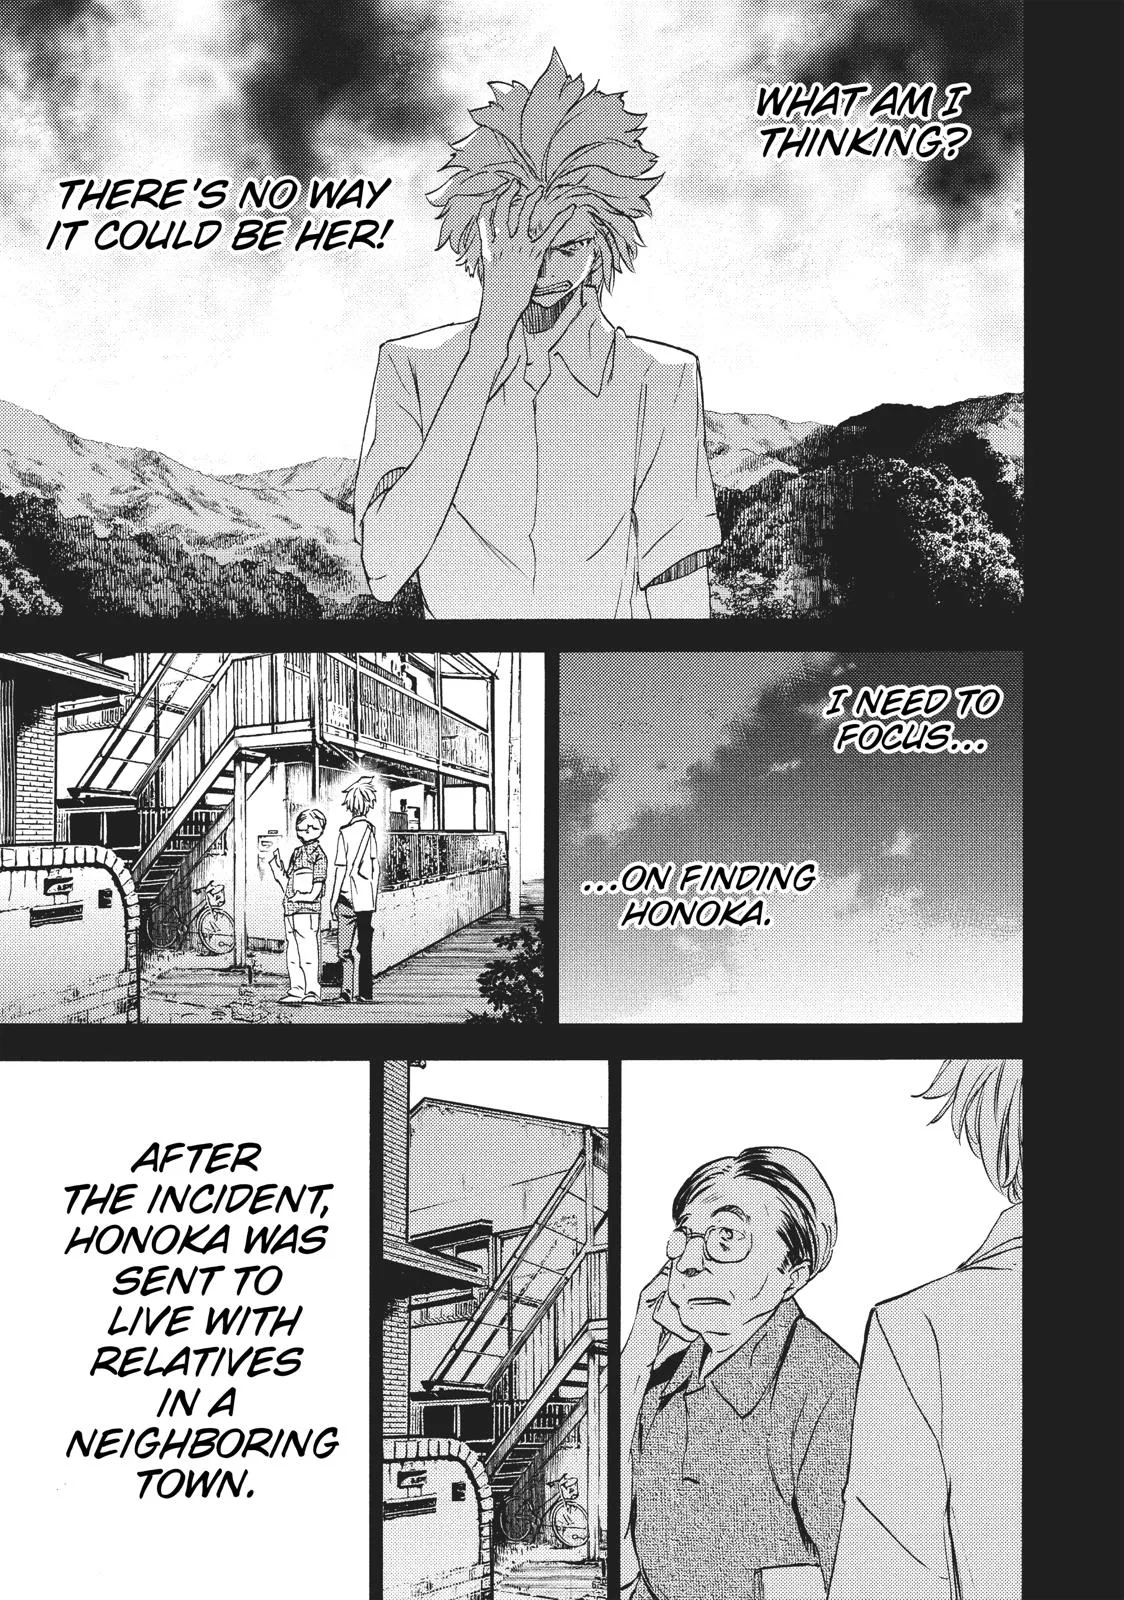 WHAT AM I
THINKING?
THERE'S NO WAY
IT COULD BE HER!
I NEED TO
FOCUS...
...ON FINDING
HONOKA.
AFTER
THE INCIDENT,
HONOKA WAS
SENT TO
LIVE WITH
RELATIVES
IN A
NEIGHBORING
TOWN.